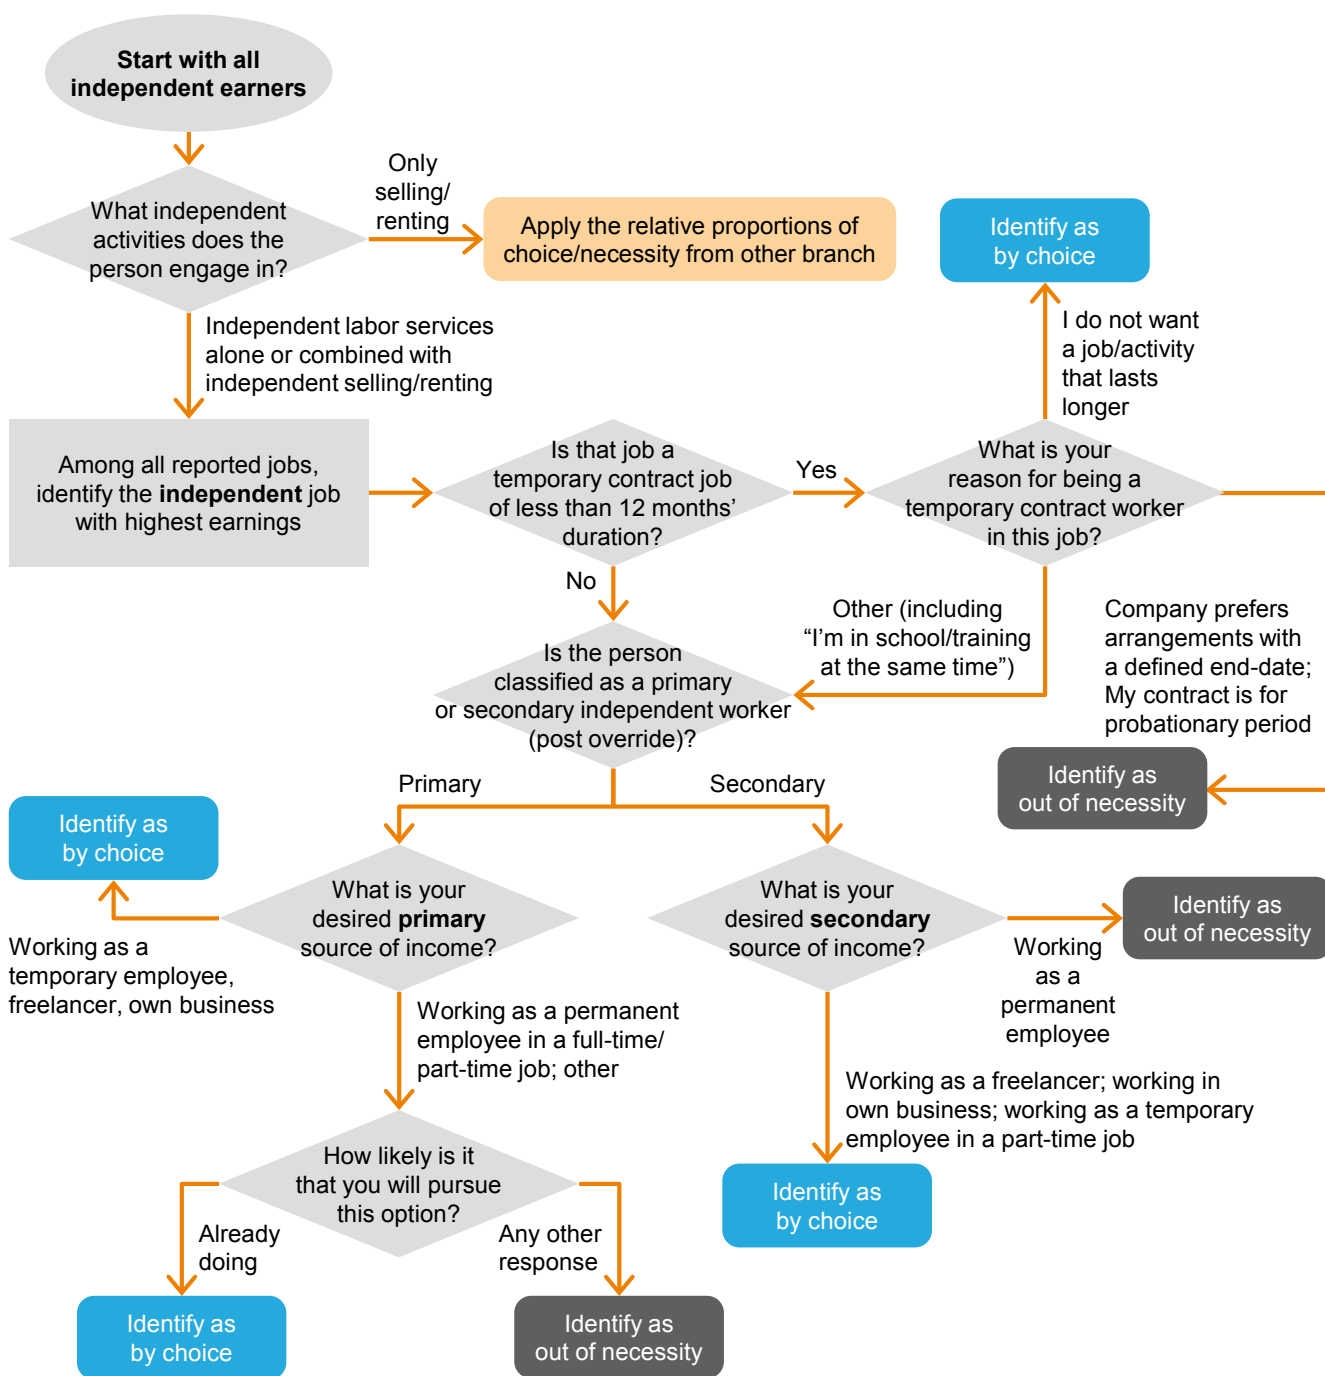 Start with all
independent earners
What independent
activities does the
person engage in?
Only
selling/
renting
Apply the relative proportions of
choice/necessity from other branch
Identify as
by choice
Independent labor services
alone or combined with
independent selling/renting
I do not want
a job/activity
that lasts
longer
Among all reported jobs,
identify the independent job
with highest earnings
Is that job a
temporary contract job
of less than 12 months’
duration?
Yes
What is your
reason for being a
temporary contract worker
in this job?
No
Other (including
“I’m in school/training
at the same time”)
Company prefers
arrangements with
a defined end-date;
My contract is for
probationary period
Is the person
classified as a primary
or secondary independent worker
(post override)?
Identify as
out of necessity
Primary
Secondary
Identify as
by choice
What is your
desired primary
source of income?
What is your
desired secondary
source of income?
Identify as
out of necessity
Working as a
temporary employee,
freelancer, own business
Working
as a
permanent
employee
Working as a permanent
employee in a full-time/
part-time job; other
Working as a freelancer; working in
own business; working as a temporary
employee in a part-time job
How likely is it
that you will pursue
this option?
Identify as
by choice
Already
doing
Any other
response
Identify as
by choice
Identify as
out of necessity